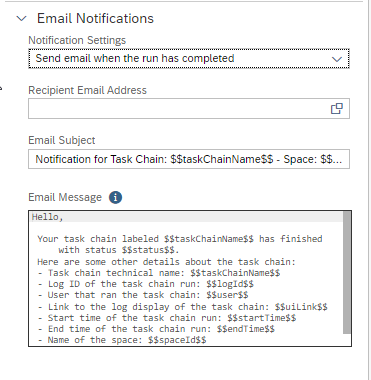 Email Notifications
Notification Settings
Send email when the run has completed
Recipient Email Address
Email Subject
Notification for Task Chain: $$taskChainName$$ - Space: $$...
Email Message
Hello,
Your task chain labeled $$taskChainName$$ has finished
with status $$status$$.
Here are some other details about the task chain:
- Task chain technical name: $$taskChainName$$
- Log ID of the task chain run: $$logId$$
- User that ran the task chain: $$user$$
- Link to the log display of the task chain: $$uiLink$$
- Start time of the task chain run: $$startTime$$
- End time of the task chain run: $$endTime$$
- Name of the space: $$spaceId$$